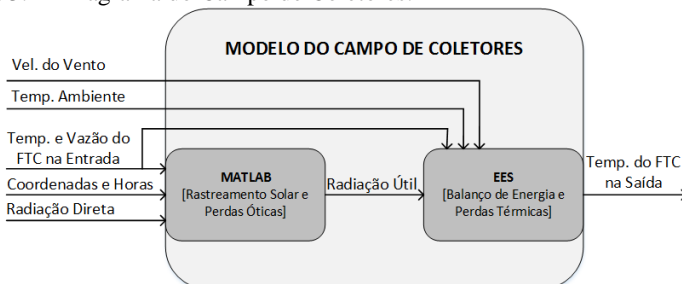 MODELO DO CAMPO DE COLETORES
Vel. do Vento
Temp. Ambiente
Temp. e Vazão do
FTC na Entrada
Coordenadas e Horas
Radiação Direta
MATLAB
[Rastreamento Solar e
Perdas Óticas]
Radiação Útil
EES
[Balanço de Energia e
Perdas Térmicas]
Temp. do FTC
na Saída